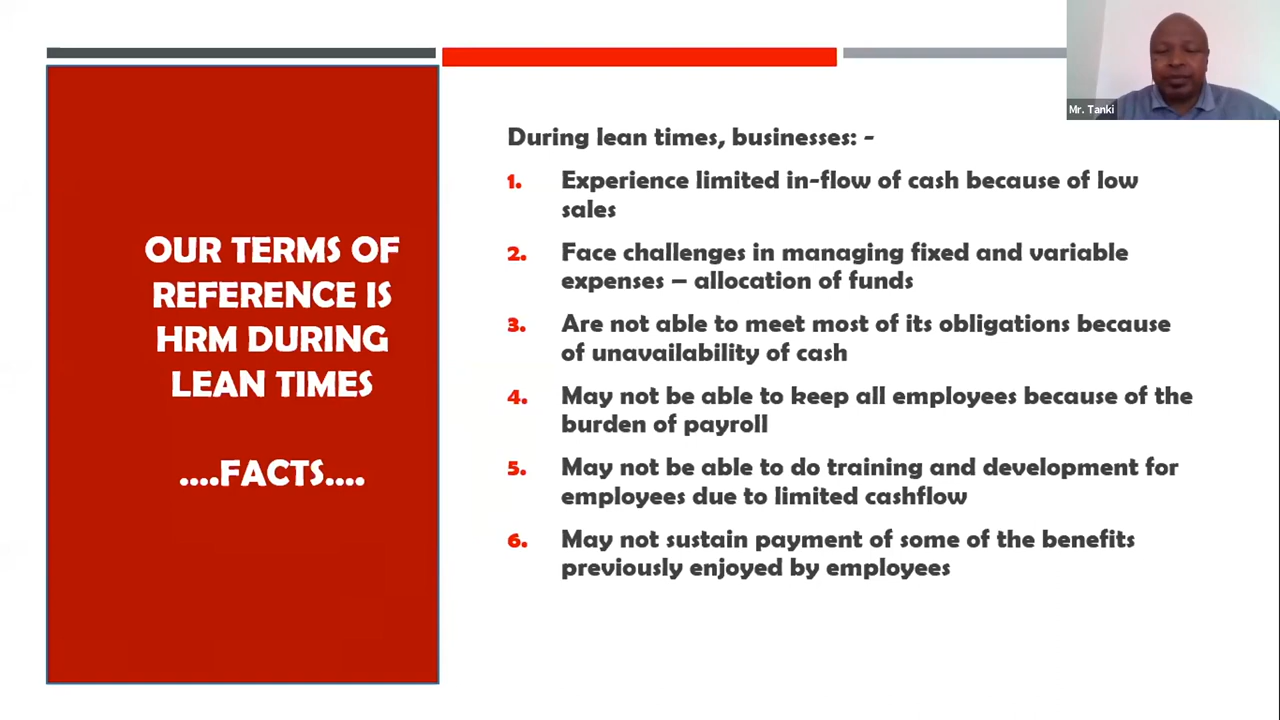 OUR TERMS OF
REFERENCE IS
HRM DURING
LEAN TIMES
....FACTS....
During lean times, businesses: -
1. Experience limited in-flow of cash because of low
sales
2. Face challenges in managing fixed and variable
expenses – allocation of funds
3. Are not able to meet most of its obligations because
of unavailability of cash
4. May not be able to keep all employees because of the
burden of payroll
5. May not be able to do training and development for
employees due to limited cashflow
6. May not sustain payment of some of the benefits
previously enjoyed by employees
Mr. Tanki